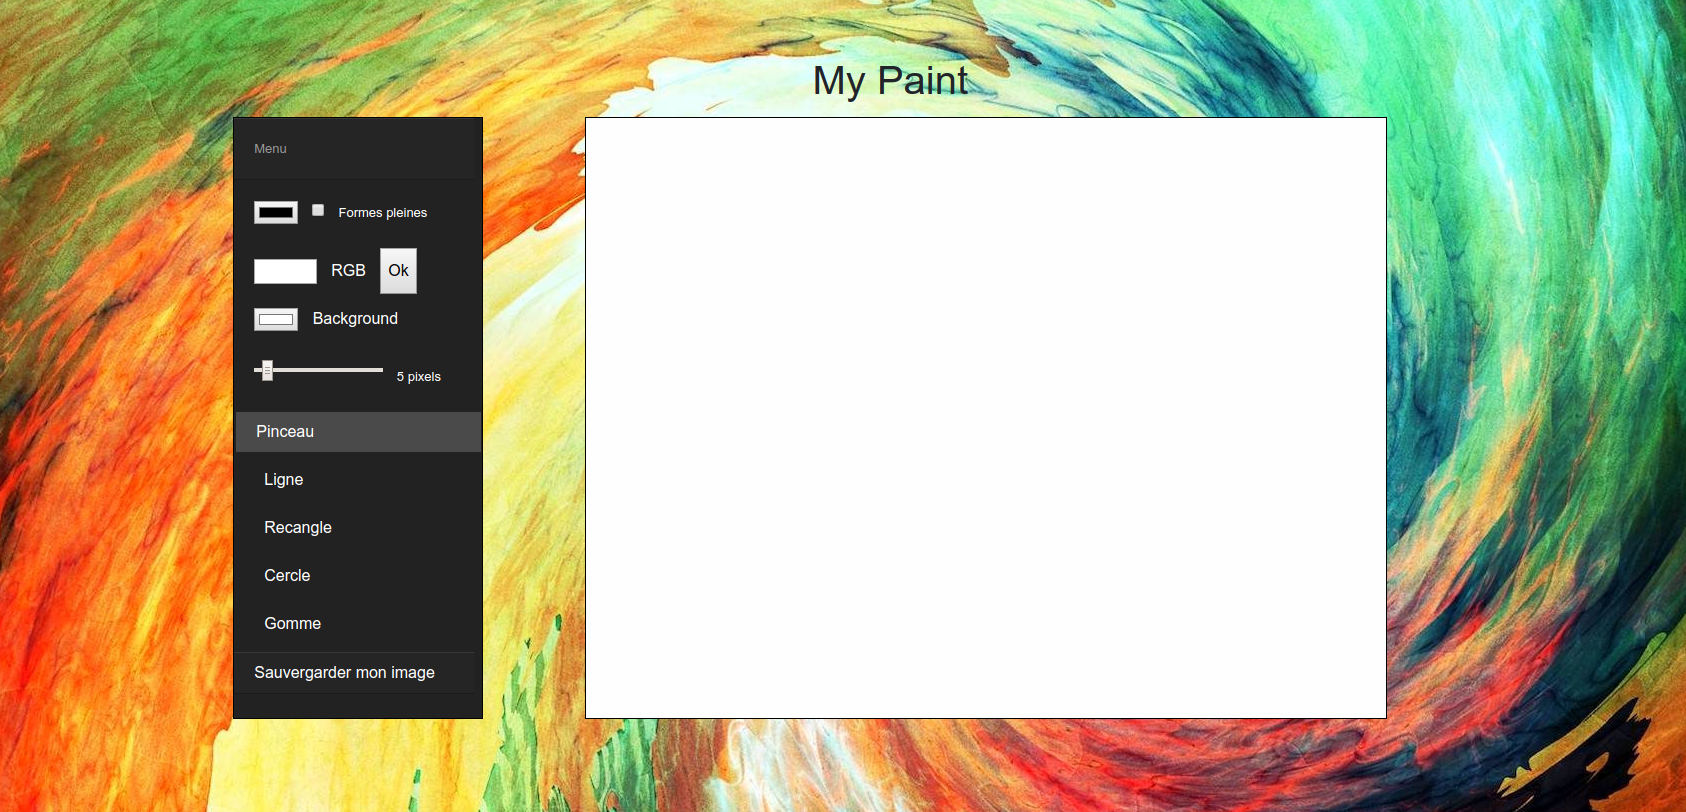 My Paint
Menu
Formes pleines
RGB Ok
Background
5 pixels
Pinceau
Ligne
Recangle
Cercle
Gomme
Sauvergarder mon image